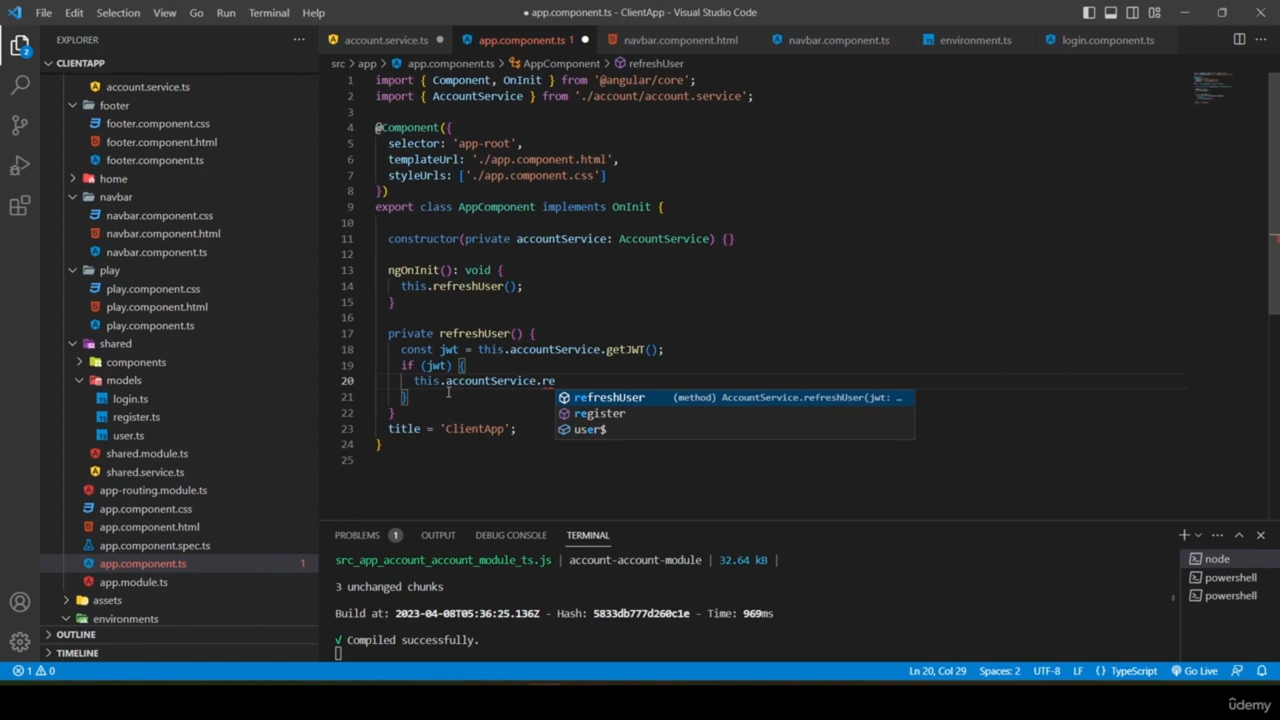 File Edit Selection View Go Run Terminal Help
● app.component.ts - ClientApp - Visual Studio Code
EXPLORER
CLIENTAPP
account.service.ts
footer
footer.component.css
footer.component.html
footer.component.ts
home
navbar
navbar.component.css
navbar.component.html
navbar.component.ts
play
play.component.css
play.component.html
play.component.ts
shared
components
models
login.ts
register.ts
user.ts
shared.module.ts
shared.service.ts
app-routing.module.ts
app.component.css
app.component.html
app.component.spec.ts
app.component.ts 1
app.module.ts
assets
environments
OUTLINE
TIMELINE
2
account.service.ts ● app.component.ts 1 ● navbar.component.html navbar.component.ts environment.ts login.component.ts
src > app > app.component.ts > AppComponent > refreshUser
1 import { Component, OnInit } from '@angular/core';
2 import { AccountService } from './account/account.service';
3
4 @Component({
5 selector: 'app-root',
6 templateUrl: './app.component.html',
7 styleUrls: ['./app.component.css']
8 })
9 export class AppComponent implements OnInit {
10
11 constructor(private accountService: AccountService) {}
12
13 ngOnInit(): void {
14 this.refreshUser();
15 }
16
17 private refreshUser() {
18 const jwt = this.accountService.getJWT();
19 if (jwt) {
20 this.accountService.re
21 }
22 }
23 title = 'ClientApp';
24 }
25
refreshUser (method) AccountService.refreshUser(jwt: …
register
user$
PROBLEMS 1 OUTPUT DEBUG CONSOLE TERMINAL
src_app_account_account_module_ts.js | account-account-module | 32.64 kB |
3 unchanged chunks
Build at: 2023-04-08T05:36:25.136Z - Hash: 5833db777d260c1e - Time: 969ms
√ Compiled successfully.
node
powershell
powershell
1 0 Ln 20, Col 29 Spaces: 2 UTF-8 LF {} TypeScript Go Live
ûdemy